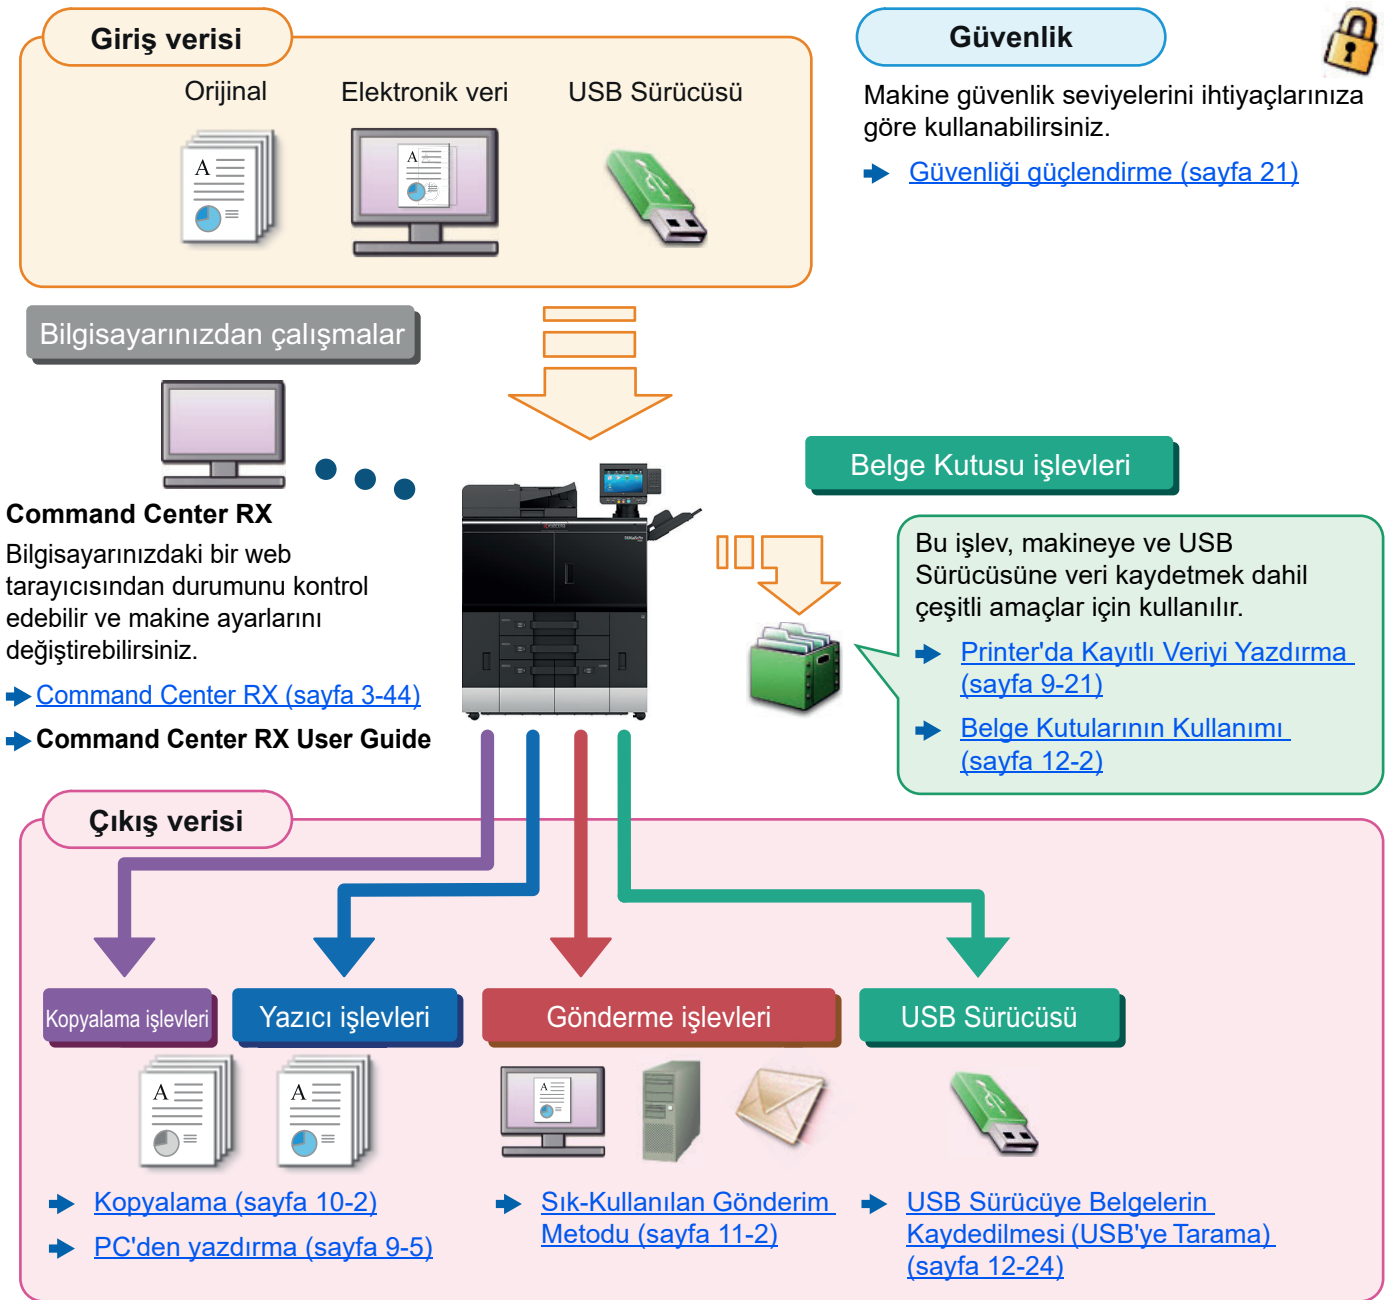 Giriş verisi
Orijinal
Elektronik veri
USB Sürücüsü
Güvenlik
Makine güvenlik seviyelerini ihtiyaçlarınıza
göre kullanabilirsiniz.
Güvenliği güçlendirme (sayfa 21)
Bilgisayarınızdan çalışmalar
Command Center RX
Bilgisayarınızdaki bir web
tarayıcısından durumunu kontrol
edebilir ve makine ayarlarını
değiştirebilirsiniz.
Command Center RX (sayfa 3-44)
Command Center RX User Guide
Belge Kutusu işlevleri
Bu işlev, makineye ve USB
Sürücüsüne veri kaydetmek dahil
çeşitli amaçlar için kullanılır.
Printer'da Kayıtlı Veriyi Yazdırma
(sayfa 9-21)
Belge Kutularının Kullanımı
(sayfa 12-2)
Çıkış verisi
Kopyalama işlevleri
Yazıcı işlevleri
Gönderme işlevleri
USB Sürücüsü
A
A
A
A
A
Kopyalama (sayfa 10-2)
PC'den yazdırma (sayfa 9-5)
Sık-Kullanılan Gönderim
Metodu (sayfa 11-2)
USB Sürücüye Belgelerin
Kaydedilmesi (USB'ye Tarama)
(sayfa 12-24)